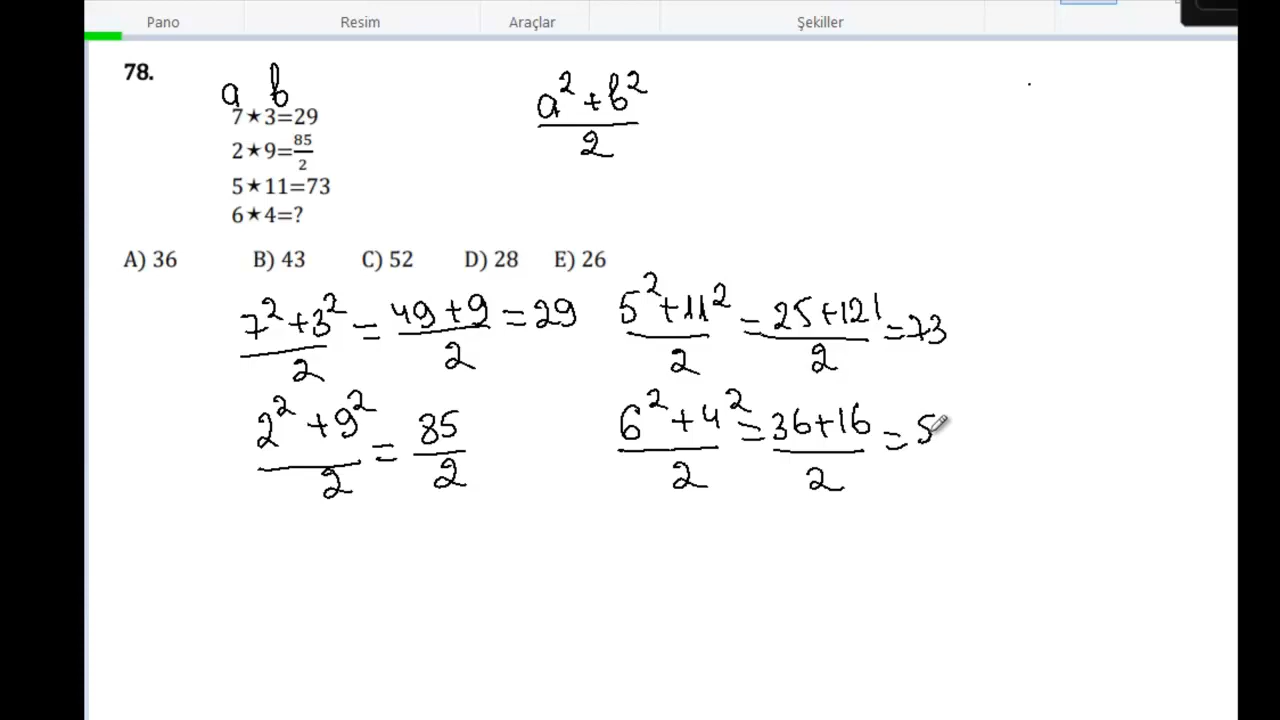 Pano Resim Araçlar Şekiller
78.
a b
a² + b² / 2
7⋆3=29
2⋆9=85/2
5⋆11=73
6⋆4=?
A) 36 B) 43 C) 52 D) 28 E) 26
7² + 3² / 2 = 49 + 9 / 2 = 29
5² + 11² / 2 = 25 + 121 / 2 = 73
2² + 9² / 2 = 85 / 2
6² + 4² / 2 = 36 + 16 / 2 = 5